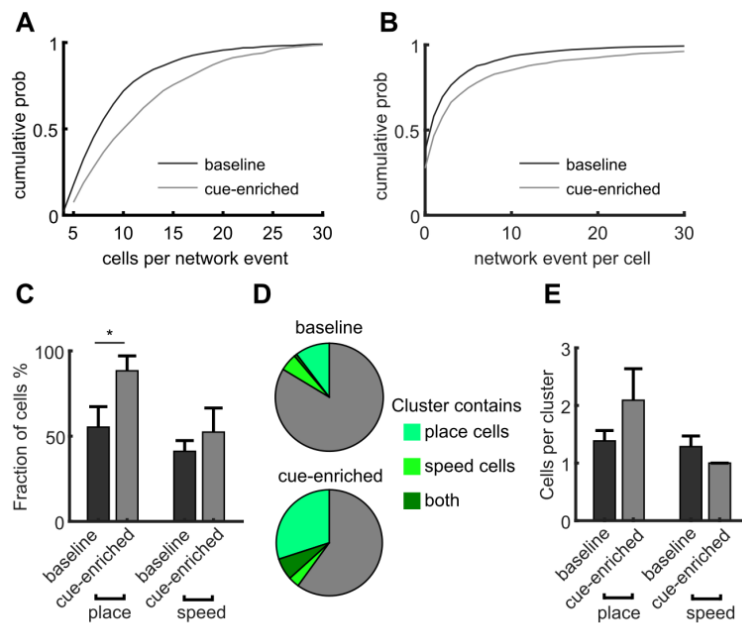 A
cumulative prob
1
0.5
0
5 10 15 20 25 30
cells per network event
baseline
cue-enriched
B
cumulative prob
1
0.5
0
0 10 20 30
network event per cell
baseline
cue-enriched
C
Fraction of cells %
100
50
0
*
baseline
cue-enriched
baseline
cue-enriched
place
speed
D
baseline
cue-enriched
Cluster contains
place cells
speed cells
both
E
Cells per cluster
3
2
1
0
baseline
cue-enriched
baseline
cue-enriched
place
speed